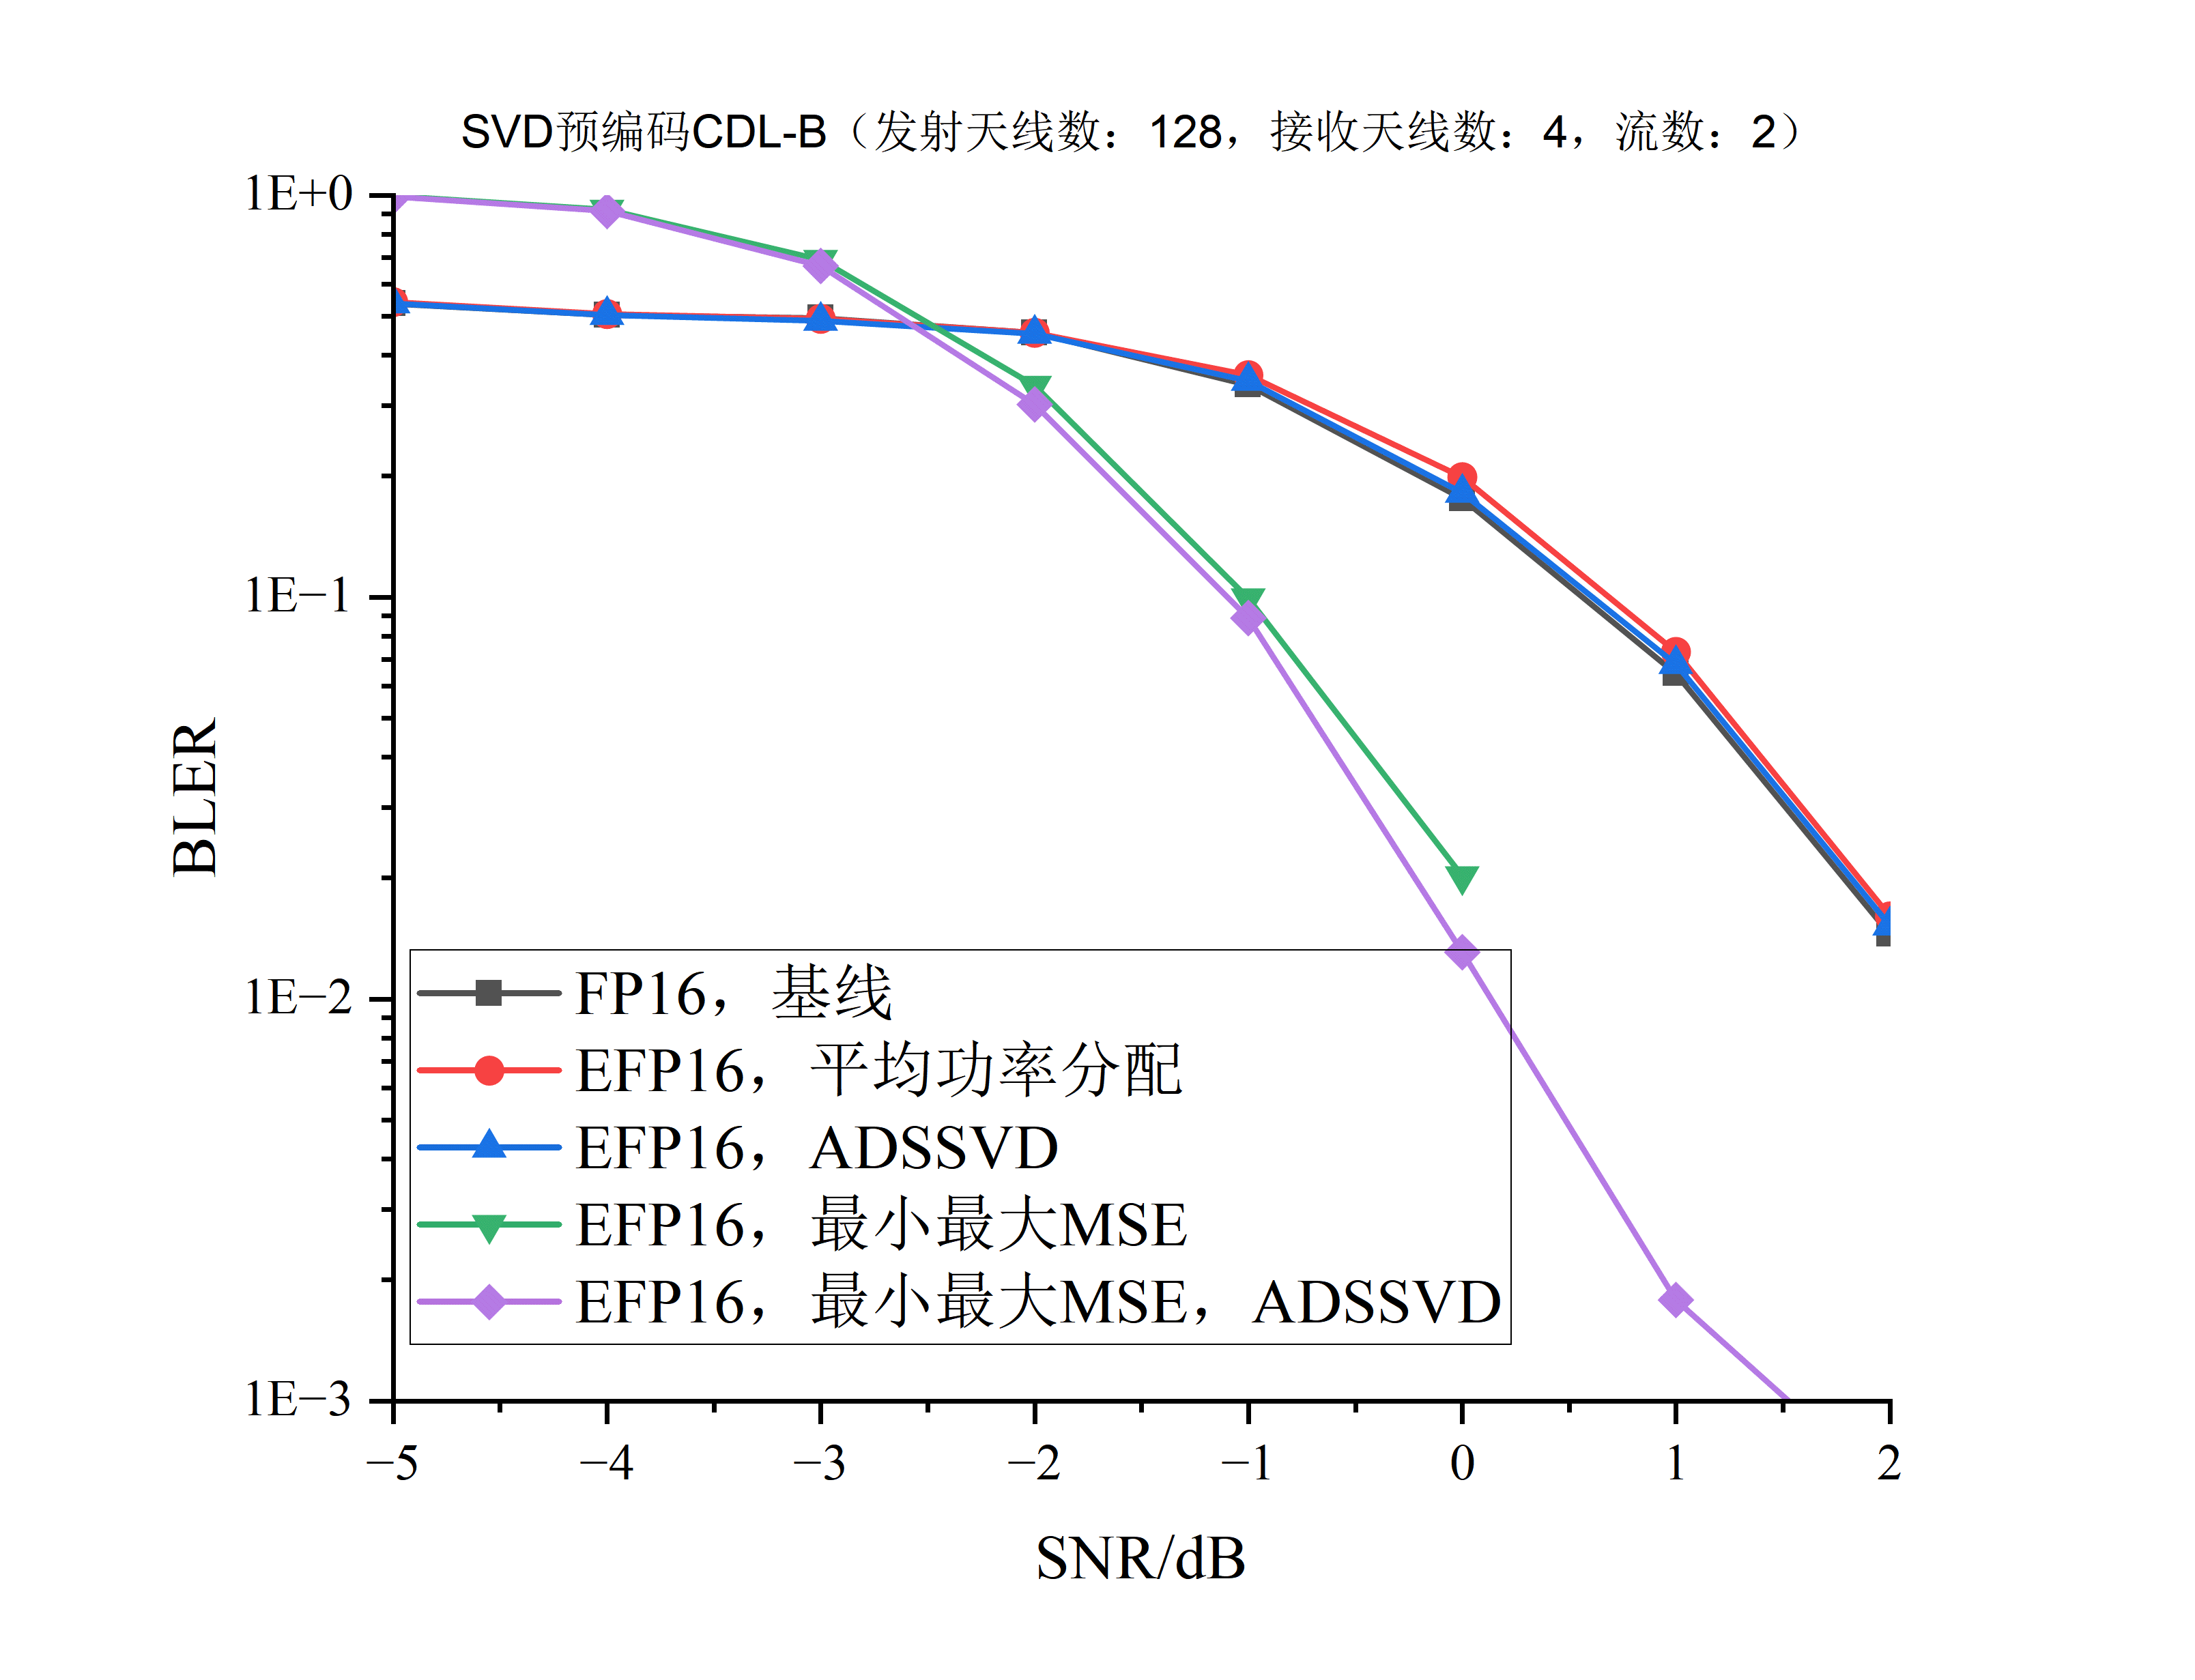 SVD预编码CDL-B（发射天线数：128，接收天线数：4，流数：2）
1E+0
1E−1
1E−2
1E−3
BLER
FP16，基线
EFP16，平均功率分配
EFP16，ADSSVD
EFP16，最小最大MSE
EFP16，最小最大MSE，ADSSVD
−5 −4 −3 −2 −1 0 1 2
SNR/dB